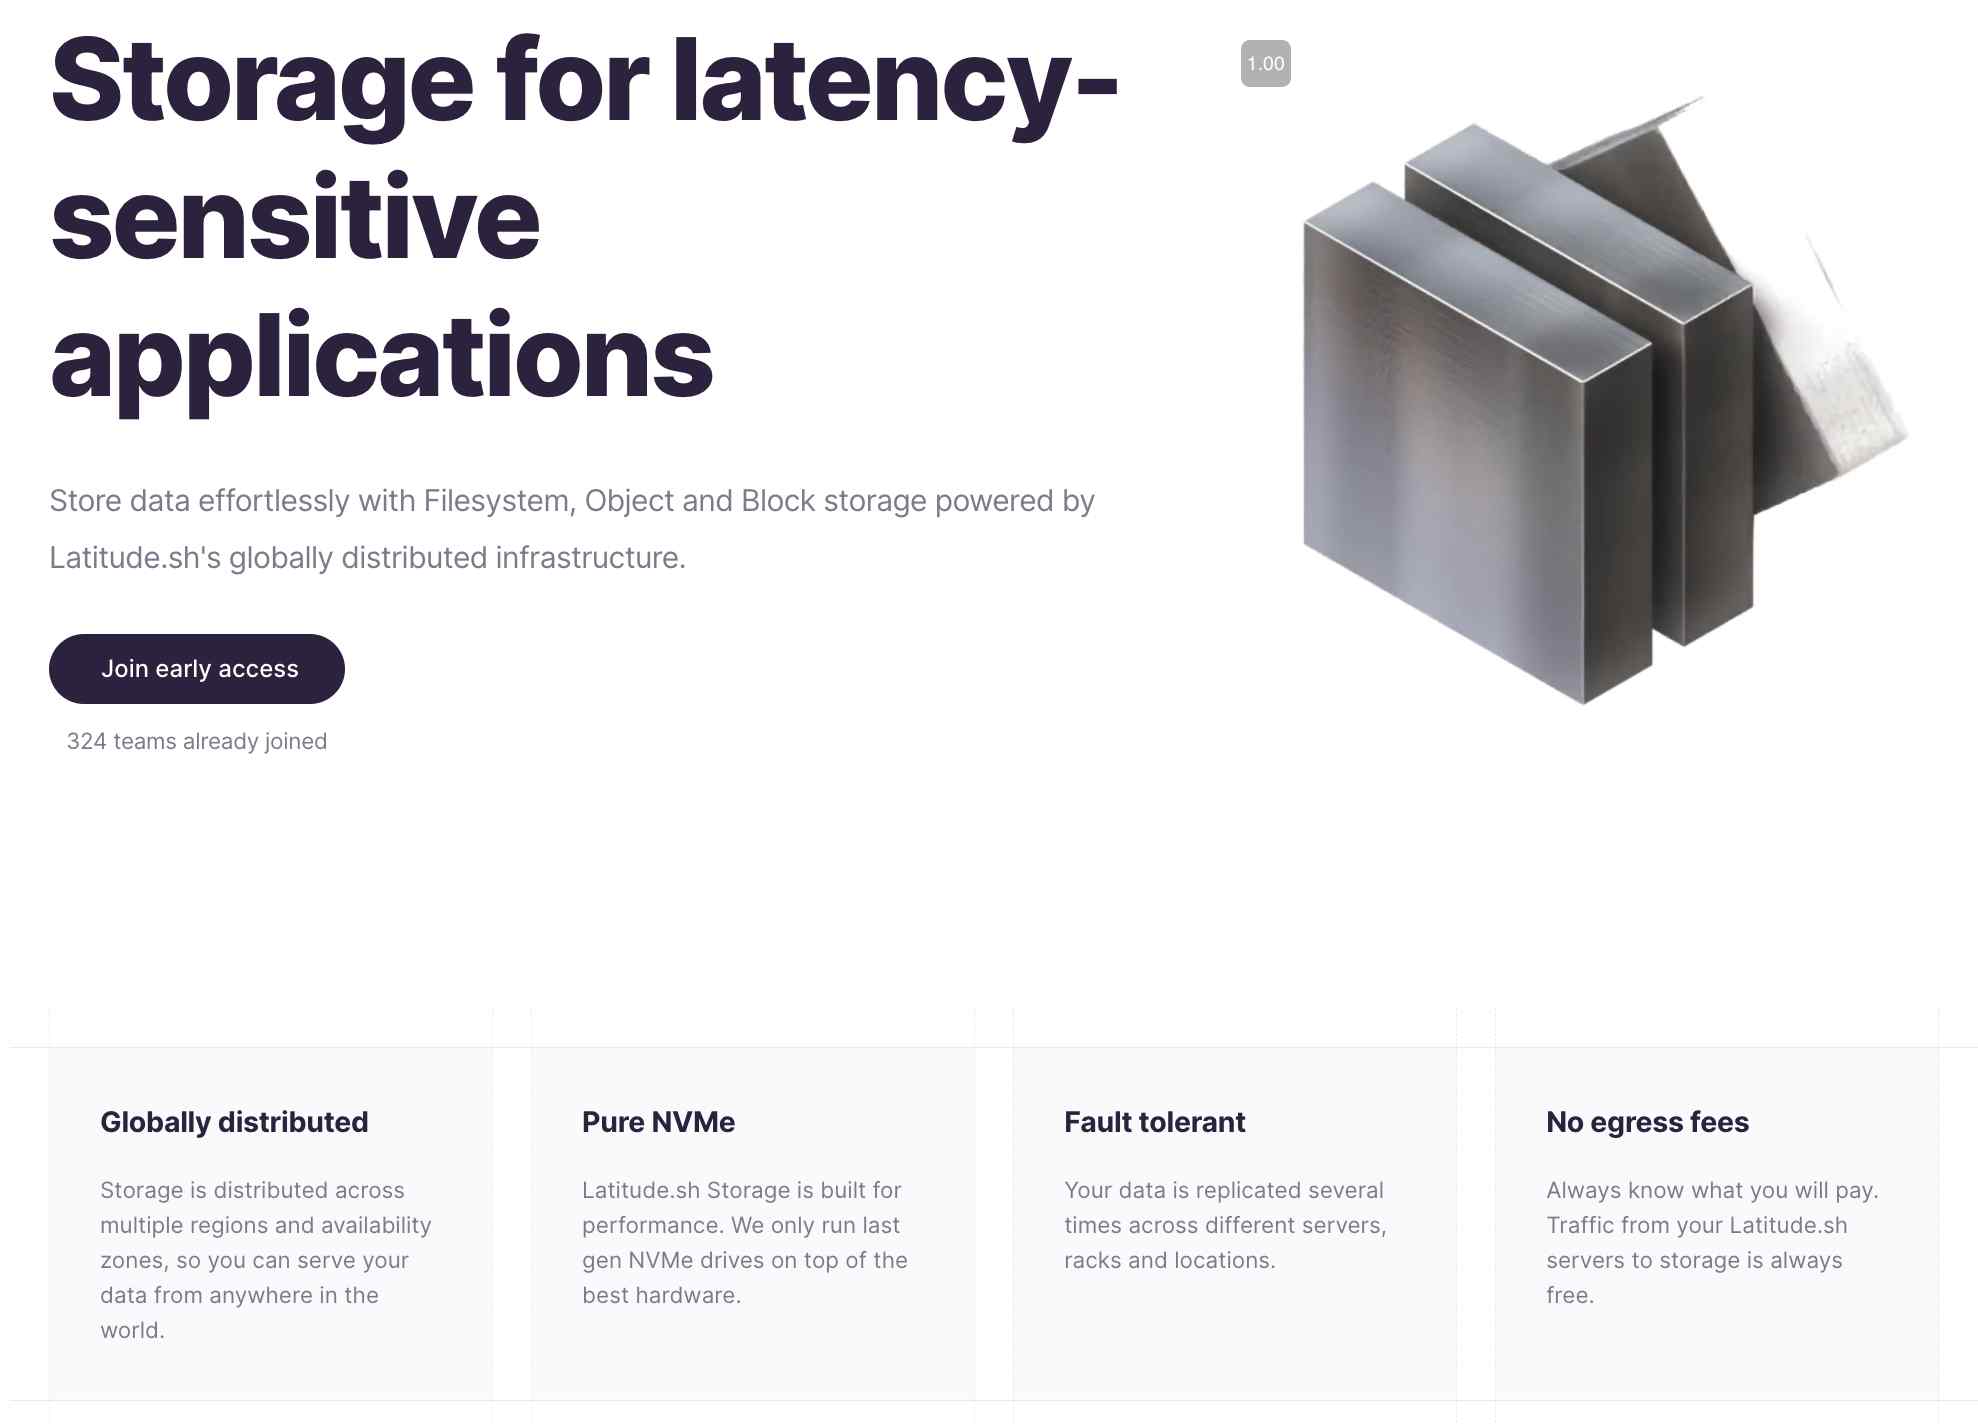 Storage for latency-
sensitive
applications
1.00
Store data effortlessly with Filesystem, Object and Block storage powered by
Latitude.sh's globally distributed infrastructure.
Join early access
324 teams already joined
Globally distributed
Storage is distributed across
multiple regions and availability
zones, so you can serve your
data from anywhere in the
world.
Pure NVMe
Latitude.sh Storage is built for
performance. We only run last
gen NVMe drives on top of the
best hardware.
Fault tolerant
Your data is replicated several
times across different servers,
racks and locations.
No egress fees
Always know what you will pay.
Traffic from your Latitude.sh
servers to storage is always
free.